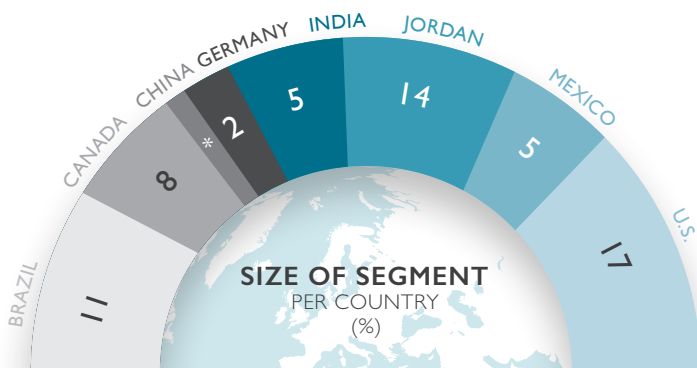 BRAZIL
CANADA
CHINA
GERMANY
INDIA
JORDAN
MEXICO
U.S.
11
8
*
2
5
14
5
17
SIZE OF SEGMENT
PER COUNTRY
(%)